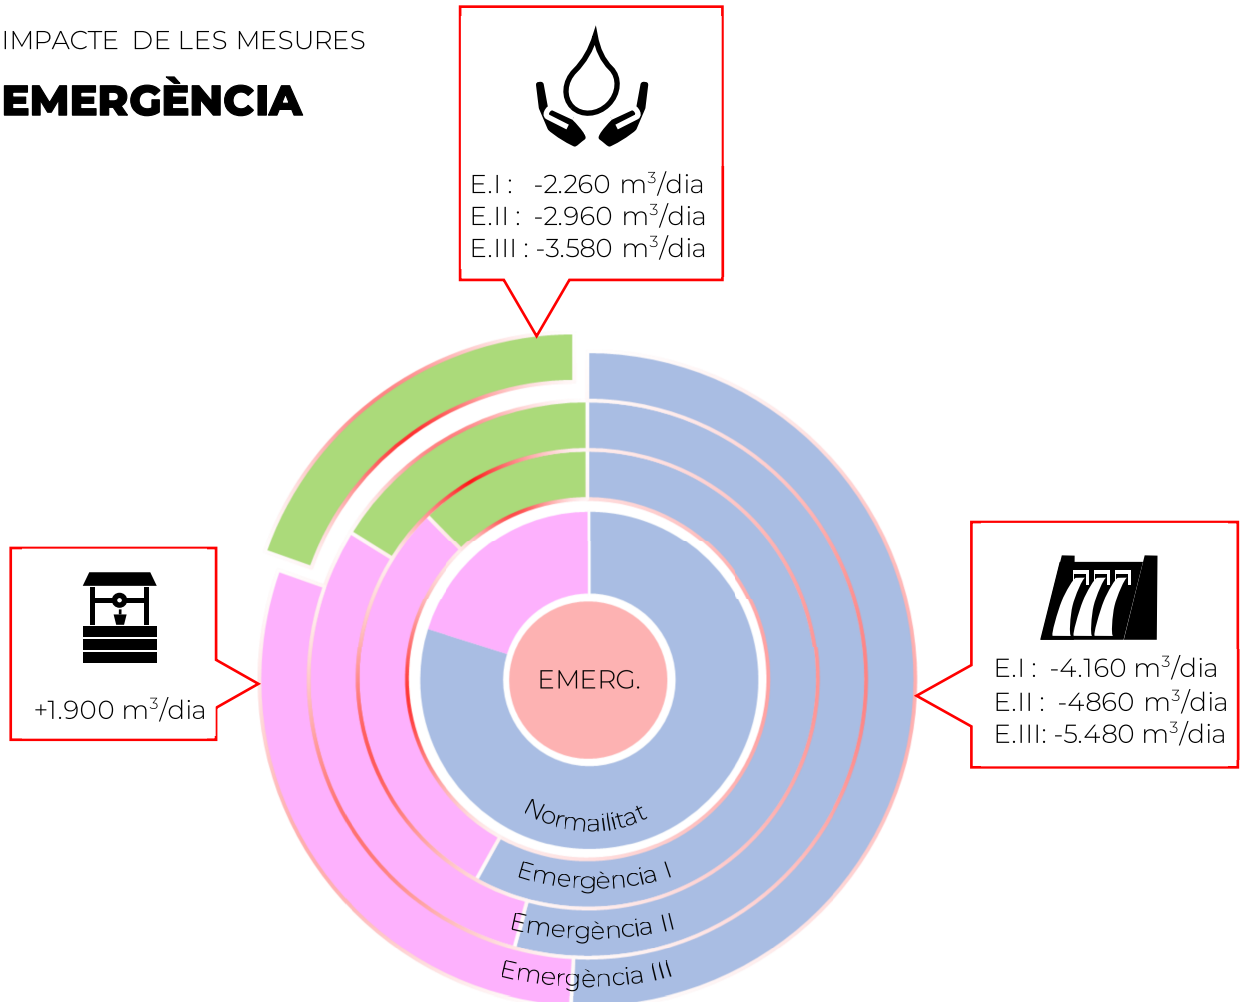 IMPACTE DE LES MESURES
EMERGÈNCIA
E.I : -2.260 m³/dia
E.II : -2.960 m³/dia
E.III : -3.580 m³/dia
+1.900 m³/dia
EMERG.
E.I : -4.160 m³/dia
E.II : -4860 m³/dia
E.III: -5.480 m³/dia
Normailitat
Emergència I
Emergència II
Emergència III